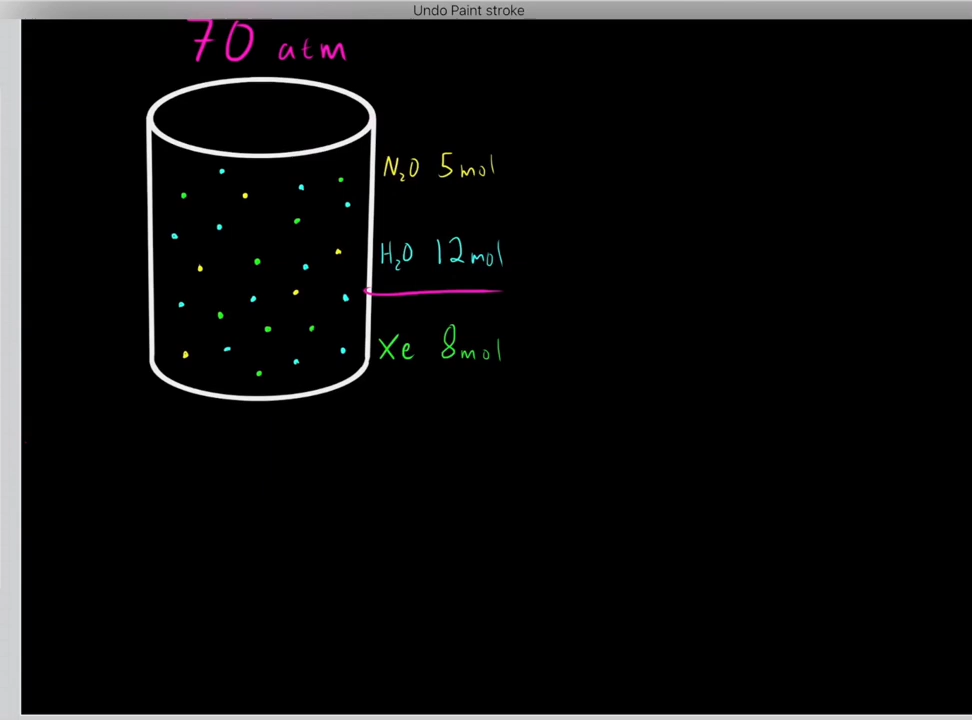 Undo Paint stroke
70 atm
N₂O 5mol
H₂O 12mol
Xe 8mol